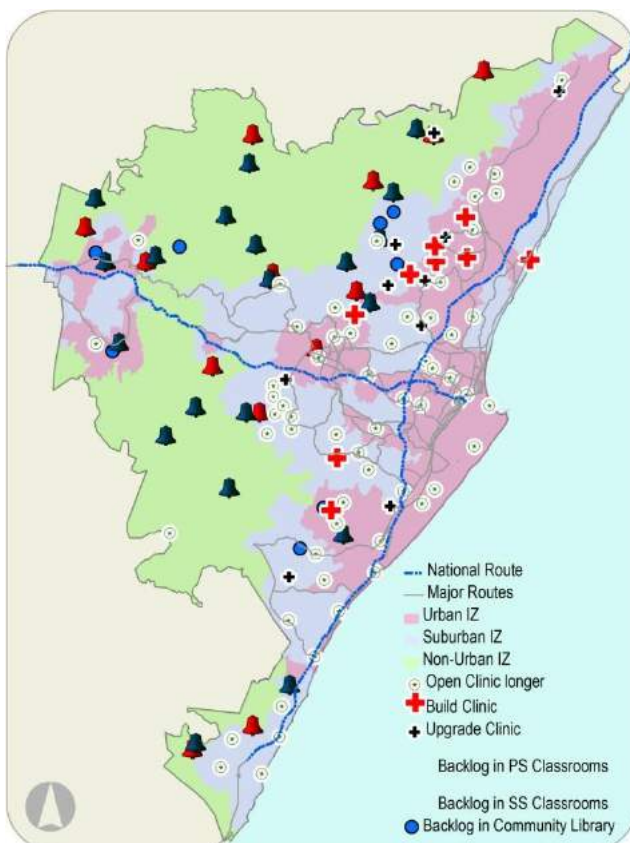 National Route
Major Routes
Urban IZ
Suburban IZ
Non-Urban IZ
Open Clinic longer
Build Clinic
Upgrade Clinic
Backlog in PS Classrooms
Backlog in SS Classrooms
Backlog in Community Library